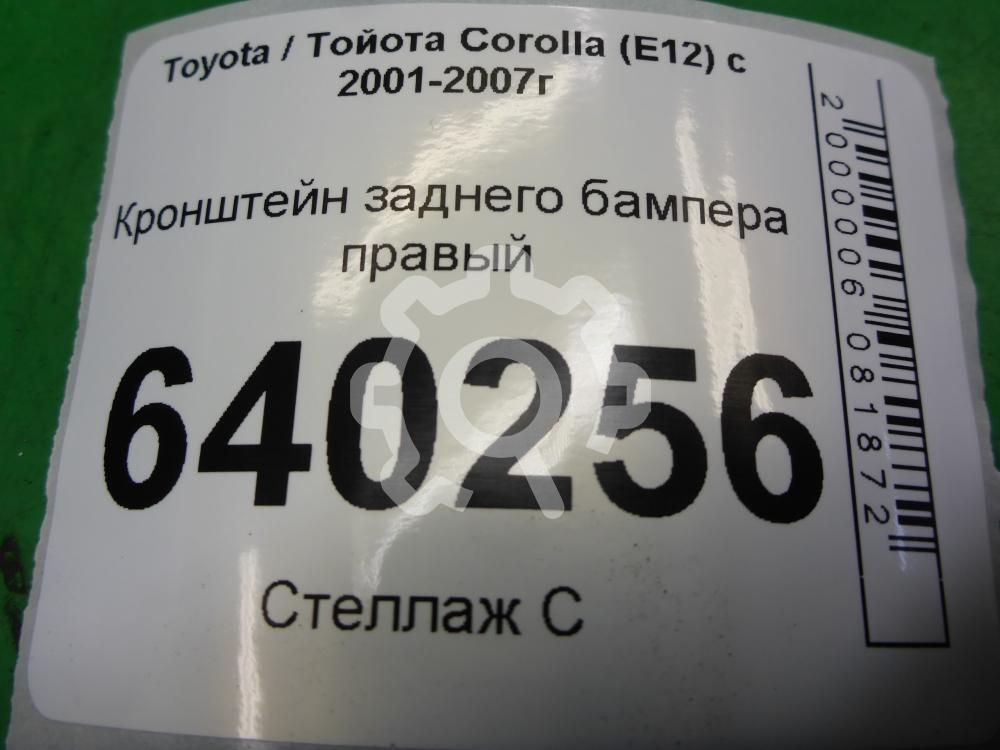 Toyota / Тойота Corolla (E12) с
2001-2007г
Кронштейн заднего бампера
правый
640256
Стеллаж С
2000006081872